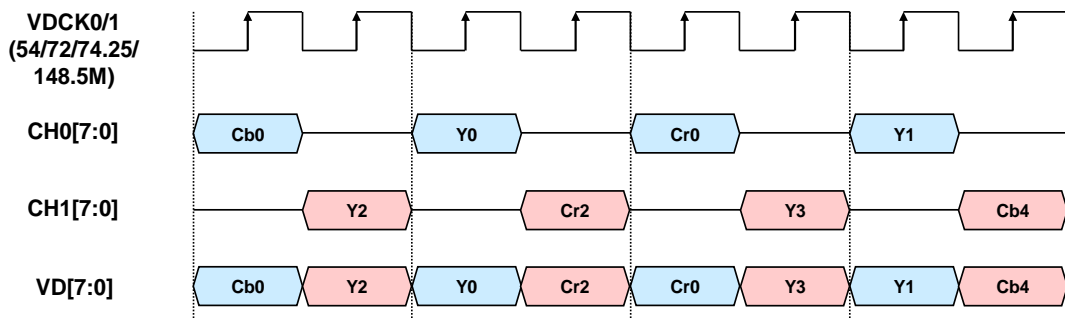 VDCK0/1
(54/72/74.25/
148.5M)
CH0[7:0]
Cb0
Y0
Cr0
Y1
CH1[7:0]
Y2
Cr2
Y3
Cb4
VD[7:0]
Cb0
Y2
Y0
Cr2
Cr0
Y3
Y1
Cb4